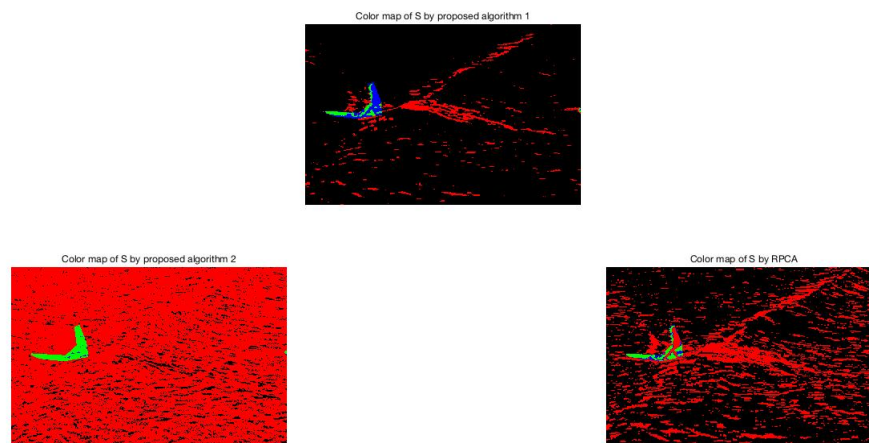 Color map of S by proposed algorithm 1
Color map of S by proposed algorithm 2
Color map of S by RPCA